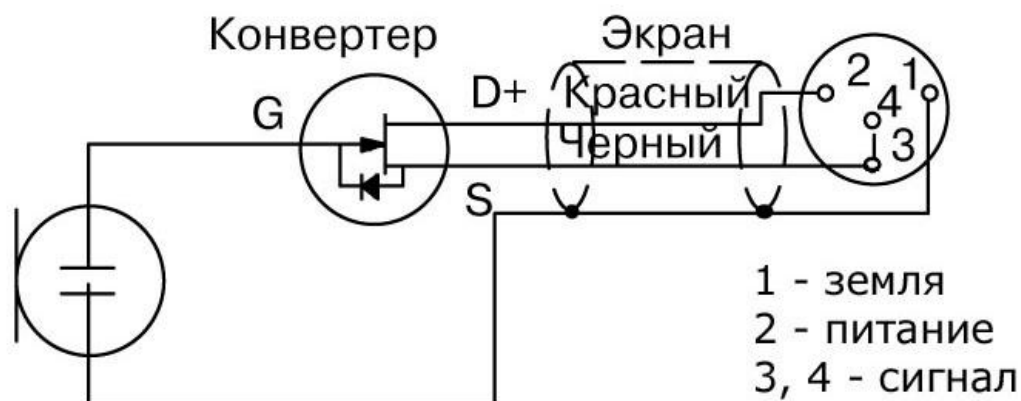 Конвертер
Экран
G
D+
Красный
Черный
S
2
1
4
3
1 - земля
2 - питание
3, 4 - сигнал